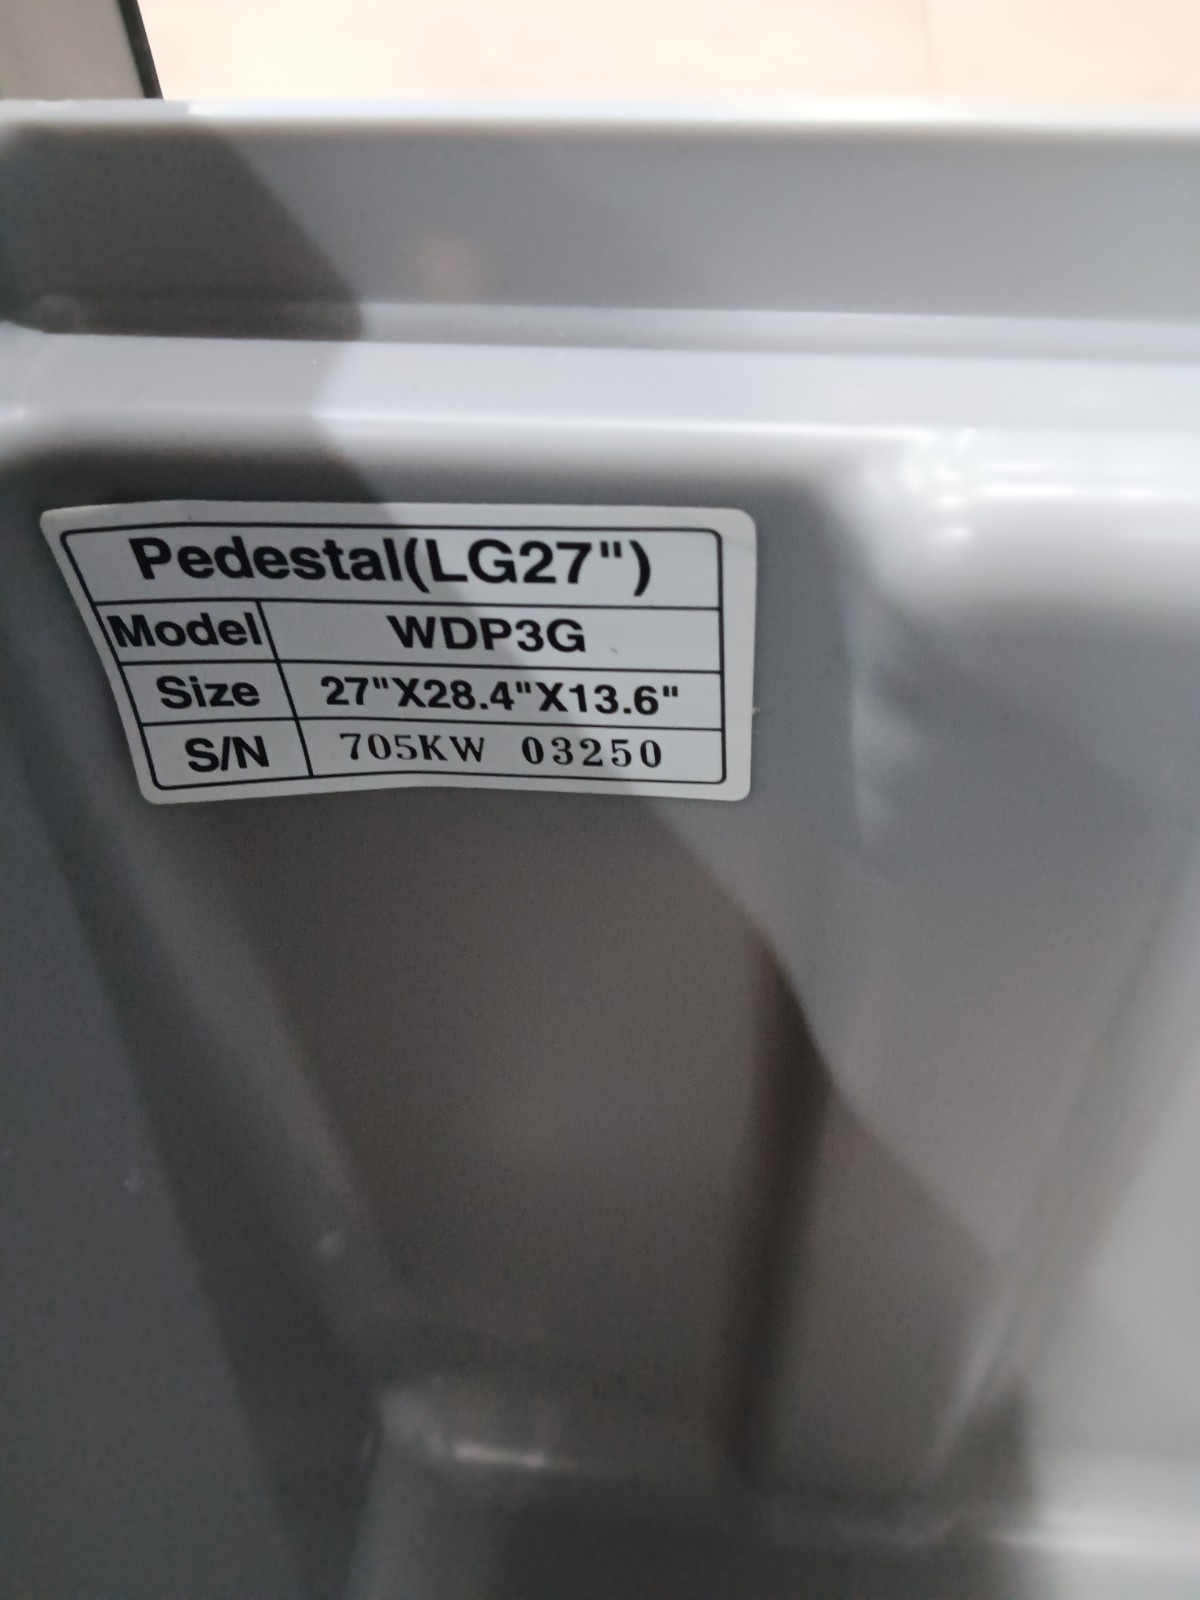 Pedestal(LG27")
Model WDP3G
Size 27"X28.4"X13.6"
S/N 705KW 03250